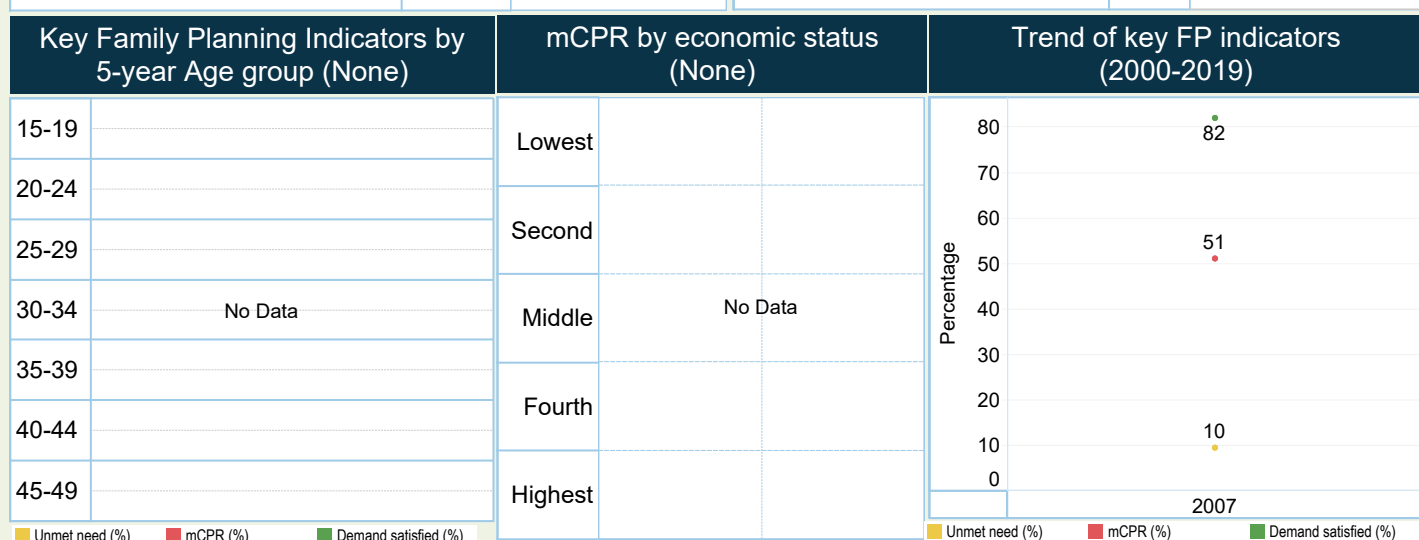 Key Family Planning Indicators by
5-year Age group (None)
15-19
20-24
25-29
30-34
35-39
40-44
45-49
No Data
Unmet need (%)
mCPR (%)
Demand satisfied (%)
mCPR by economic status
(None)
Lowest
Second
Middle
Fourth
Highest
No Data
Trend of key FP indicators
(2000-2019)
Percentage
80
70
60
50
40
30
20
10
0
82
51
10
2007
Unmet need (%)
mCPR (%)
Demand satisfied (%)